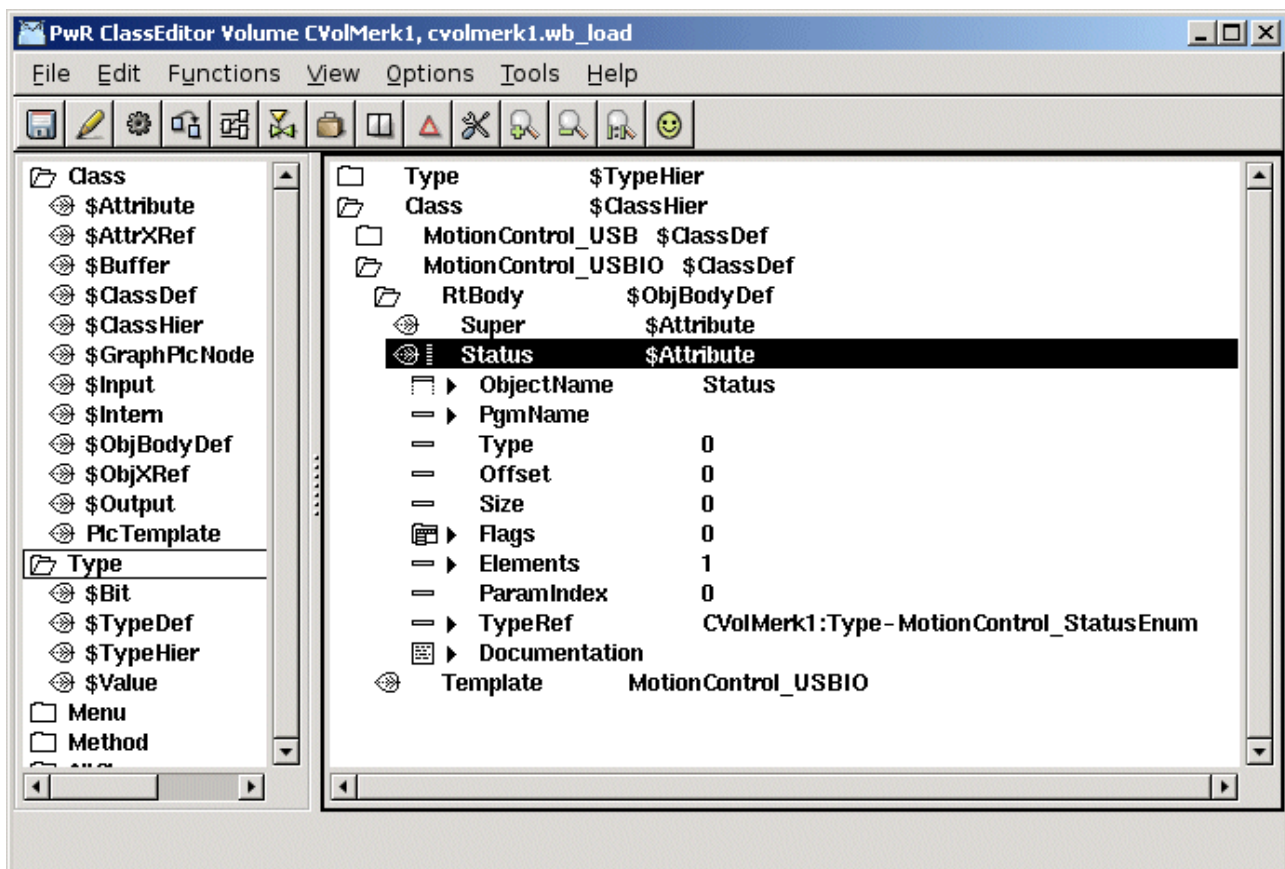 PwR ClassEditor Volume CVolMerk1, cvolmerk1.wb_load
File Edit Functions View Options Tools Help
Class
$Attribute
$AttrXRef
$Buffer
$ClassDef
$ClassHier
$GraphPlcNode
$Input
$Intern
$ObjBodyDef
$ObjXRef
$Output
PlcTemplate
Type
$Bit
$TypeDef
$TypeHier
$Value
Menu
Method
Type $TypeHier
Class $ClassHier
MotionControl_USB $ClassDef
MotionControl_USBIO $ClassDef
RtBody $ObjBodyDef
Super $Attribute
Status $Attribute
ObjectName Status
PgmName
Type 0
Offset 0
Size 0
Flags 0
Elements 1
ParamIndex 0
TypeRef CVolMerk1:Type-MotionControl_StatusEnum
Documentation
Template MotionControl_USBIO